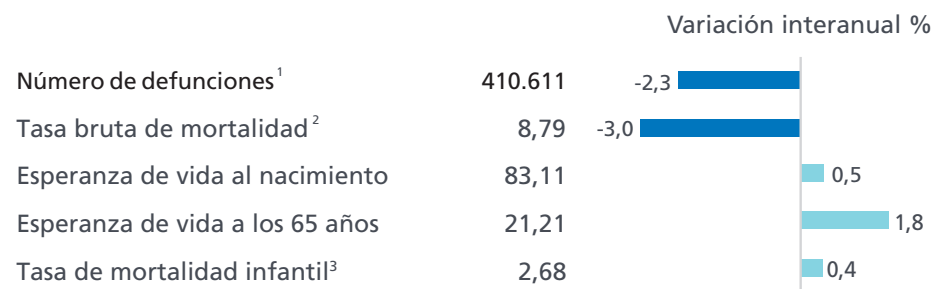 Variación interanual %
Número de defunciones¹ 410.611 -2,3
Tasa bruta de mortalidad² 8,79 -3,0
Esperanza de vida al nacimiento 83,11 0,5
Esperanza de vida a los 65 años 21,21 1,8
Tasa de mortalidad infantil³ 2,68 0,4